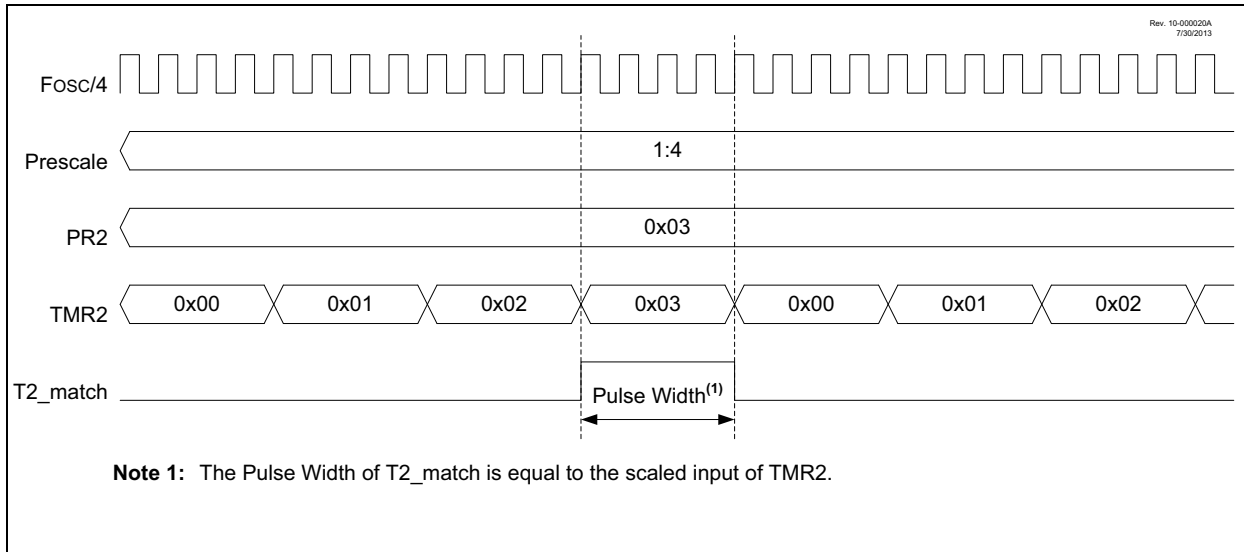 Rev. 10-000020A
7/30/2013
FOSC/4
Prescale
1:4
PR2
0x03
TMR2
0x00 0x01 0x02 0x03 0x00 0x01 0x02
T2_match
Pulse Width(1)
Note 1: The Pulse Width of T2_match is equal to the scaled input of TMR2.